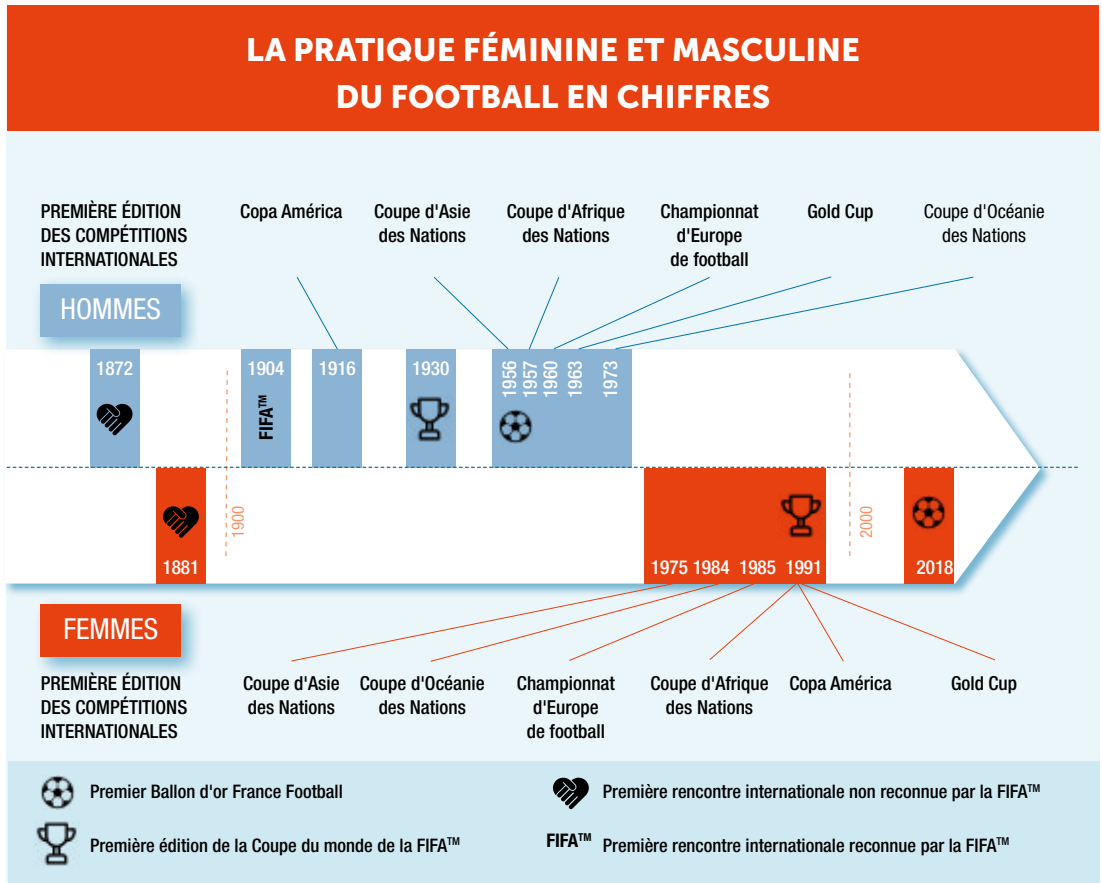 LA PRATIQUE FÉMININE ET MASCULINE
DU FOOTBALL EN CHIFFRES
PREMIÈRE ÉDITION
DES COMPÉTITIONS
INTERNATIONALES
Copa América
Coupe d'Asie
des Nations
Coupe d'Afrique
des Nations
Championnat
d'Europe
de football
Gold Cup
Coupe d'Océanie
des Nations
HOMMES
1872
1904
FIFA™
1916
1930
1956
1957
1960
1963
1973
1900
2000
1881
1975
1984
1985
1991
2018
FEMMES
PREMIÈRE ÉDITION
DES COMPÉTITIONS
INTERNATIONALES
Coupe d'Asie
des Nations
Coupe d'Océanie
des Nations
Championnat
d'Europe
de football
Coupe d'Afrique
des Nations
Copa América
Gold Cup
Premier Ballon d'or France Football
Première édition de la Coupe du monde de la FIFA™
Première rencontre internationale non reconnue par la FIFA™
FIFA™ Première rencontre internationale reconnue par la FIFA™